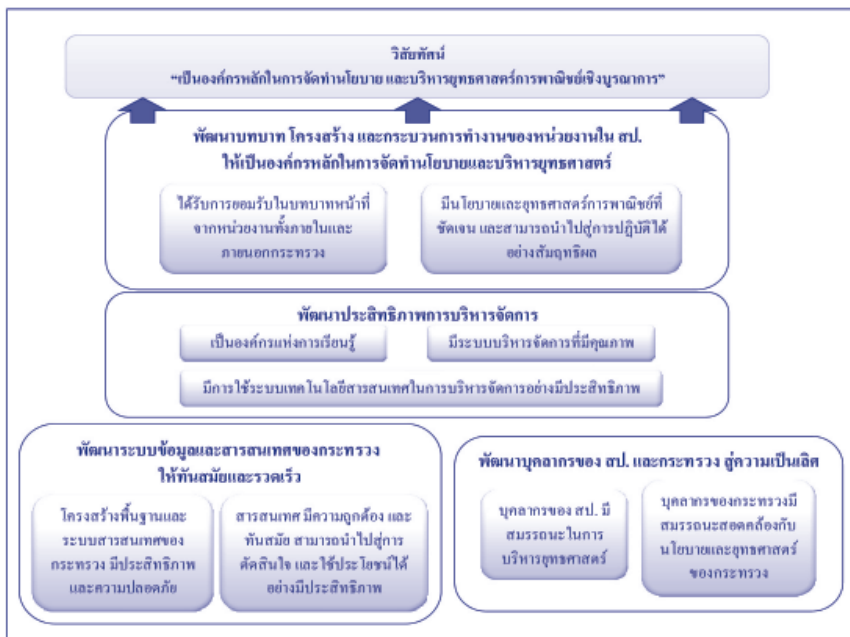 วิสัยทัศน์
“เป็นองค์กรหลักในการจัดทำนโยบาย และบริหารยุทธศาสตร์การพาณิชย์เชิงบูรณาการ”
พัฒนาบทบาท โครงสร้าง และกระบวนการทำงานของหน่วยงานใน สป.
ให้เป็นองค์กรหลักในการจัดทำนโยบายและบริหารยุทธศาสตร์
ได้รับการยอมรับในบทบาทหน้าที่
จากหน่วยงานทั้งภายในและ
ภายนอกกระทรวง
มีนโยบายและยุทธศาสตร์การพาณิชย์ที่
ชัดเจน และสามารถนำไปสู่การปฏิบัติได้
อย่างสัมฤทธิผล
พัฒนาประสิทธิภาพการบริหารจัดการ
เป็นองค์กรแห่งการเรียนรู้
มีระบบบริหารจัดการที่มีคุณภาพ
มีการใช้ระบบเทคโนโลยีสารสนเทศในการบริหารจัดการอย่างมีประสิทธิภาพ
พัฒนาระบบข้อมูลและสารสนเทศของกระทรวง
ให้ทันสมัยและรวดเร็ว
โครงสร้างพื้นฐานและ
ระบบสารสนเทศของ
กระทรวง มีประสิทธิภาพ
และความปลอดภัย
สารสนเทศ มีความถูกต้อง และ
ทันสมัย สามารถนำไปสู่การ
ตัดสินใจ และใช้ประโยชน์ได้
อย่างมีประสิทธิภาพ
พัฒนาบุคลากรของ สป. และกระทรวง สู่ความเป็นเลิศ
บุคลากรของ สป. มี
สมรรถนะในการ
บริหารยุทธศาสตร์
บุคลากรของกระทรวงมี
สมรรถนะสอดคล้องกับ
นโยบายและยุทธศาสตร์
ของกระทรวง